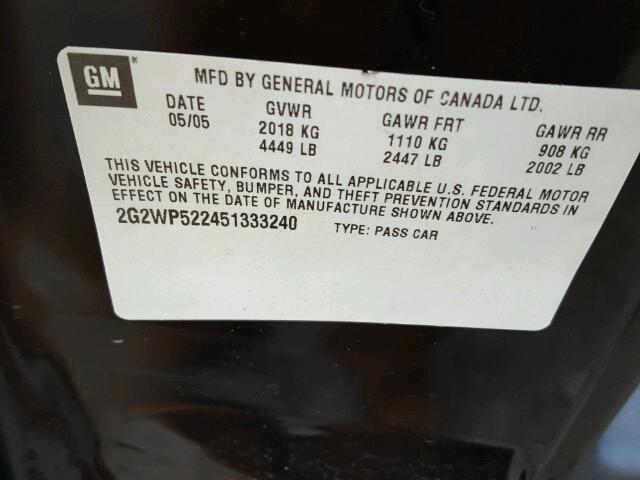 GM ®
MFD BY GENERAL MOTORS OF CANADA LTD.
DATE GVWR GAWR FRT GAWR RR
05/05 2018 KG 1110 KG 908 KG
4449 LB 2447 LB 2002 LB
THIS VEHICLE CONFORMS TO ALL APPLICABLE U.S. FEDERAL MOTOR
VEHICLE SAFETY, BUMPER, AND THEFT PREVENTION STANDARDS IN
EFFECT ON THE DATE OF MANUFACTURE SHOWN ABOVE.
2G2WP522451333240 TYPE: PASS CAR